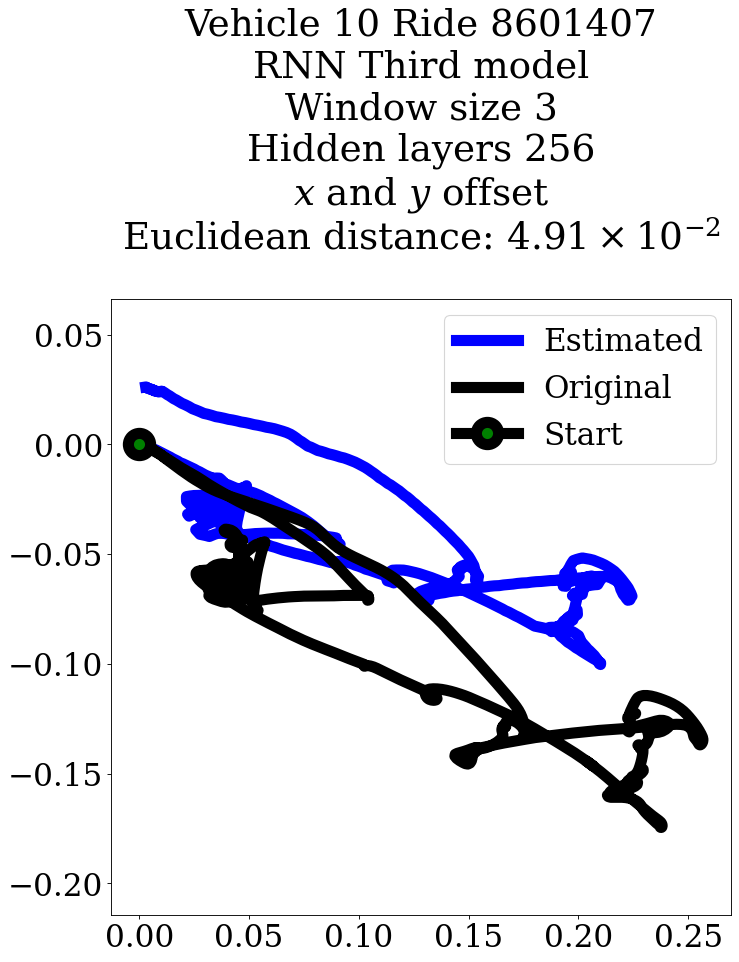 Vehicle 10 Ride 8601407
RNN Third model
Window size 3
Hidden layers 256
x and y offset
Euclidean distance: 4.91 × 10⁻²
Estimated
Original
Start
0.05
0.00
−0.05
−0.10
−0.15
−0.20
0.00 0.05 0.10 0.15 0.20 0.25